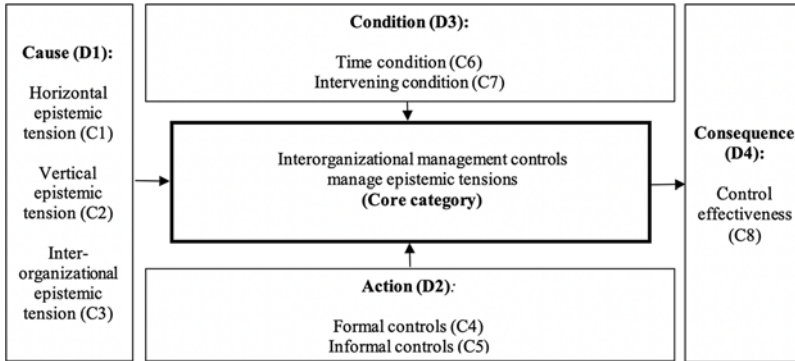 Cause (D1):
Horizontal
epistemic
tension (C1)
Vertical
epistemic
tension (C2)
Inter-
organizational
epistemic
tension (C3)
Condition (D3):
Time condition (C6)
Intervening condition (C7)
Interorganizational management controls
manage epistemic tensions
(Core category)
Action (D2):
Formal controls (C4)
Informal controls (C5)
Consequence
(D4):
Control
effectiveness
(C8)